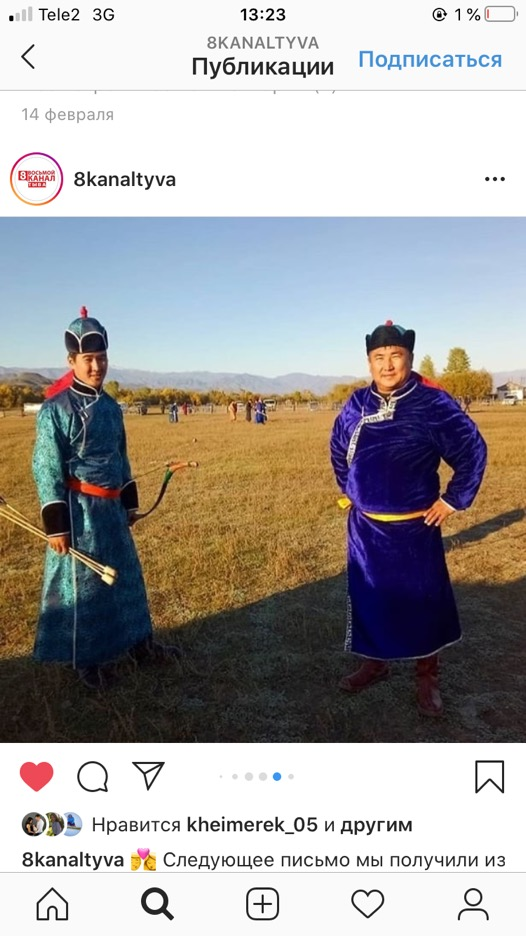 Tele2 3G 13:23 1 %
8KANALTYVA
Публикации
Подписаться
14 февраля
8 ВОСЬМОЙ
КАНАЛ
ТЫВА
8kanaltyva
Нравится kheimerek_05 и другим
8kanaltyva 💏 Следующее письмо мы получили из